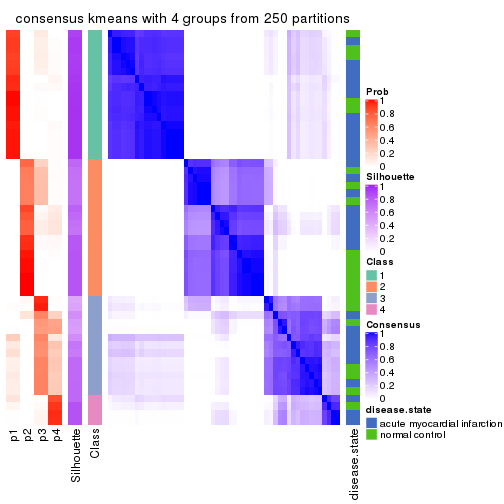 consensus kmeans with 4 groups from 250 partitions
Prob
1
0.8
0.6
0.4
0.2
0
Silhouette
1
0.8
0.6
0.4
0.2
0
Class
1
2
3
4
Consensus
1
0.8
0.6
0.4
0.2
0
disease.state
acute myocardial infarction
normal control
p1
p2
p3
p4
Silhouette
Class
disease.state